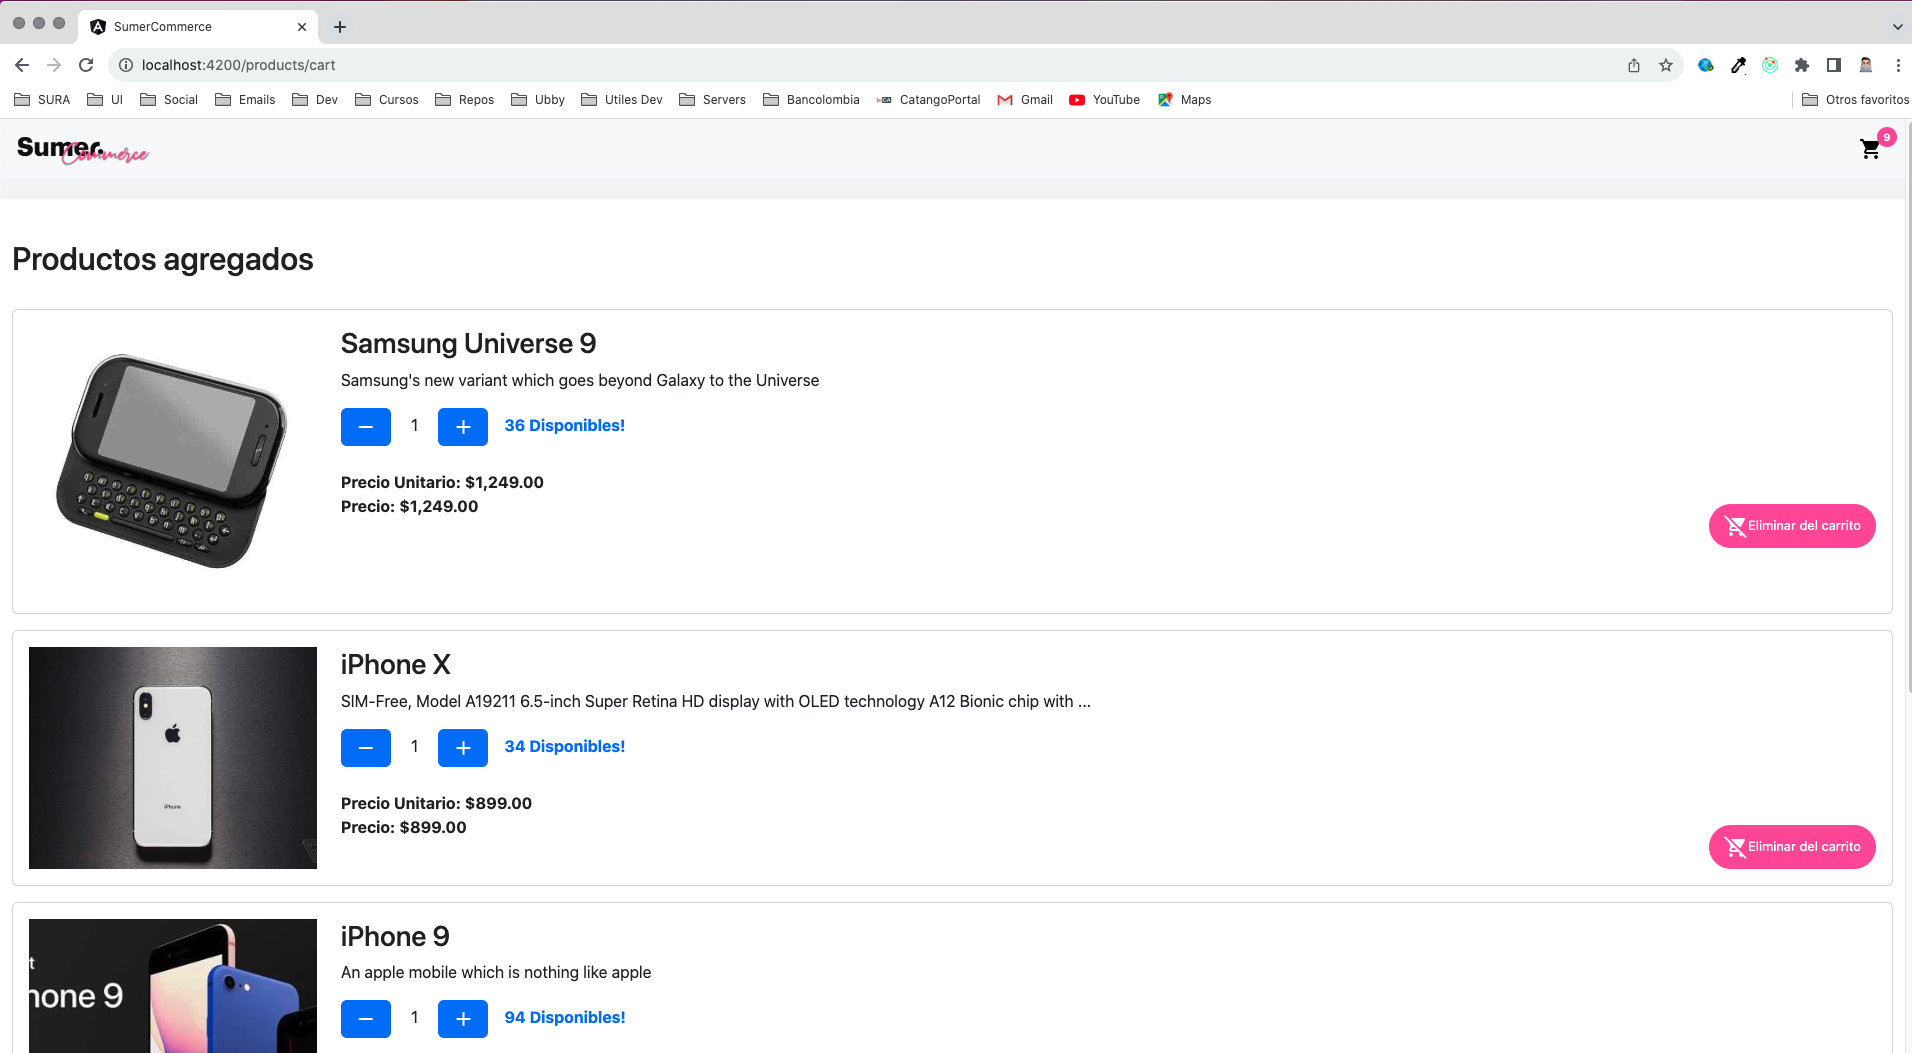 SumerCommerce
localhost:4200/products/cart
SURA UI Social Emails Dev Cursos Repos Ubby Utiles Dev Servers Bancolombia CatangoPortal Gmail YouTube Maps Otros favoritos
Sumer. Commerce 9
Productos agregados
Samsung Universe 9
Samsung's new variant which goes beyond Galaxy to the Universe
− 1 + 36 Disponibles!
Precio Unitario: $1,249.00
Precio: $1,249.00
Eliminar del carrito
iPhone X
SIM-Free, Model A19211 6.5-inch Super Retina HD display with OLED technology A12 Bionic chip with ...
− 1 + 34 Disponibles!
Precio Unitario: $899.00
Precio: $899.00
iPhone
Eliminar del carrito
iPhone 9
An apple mobile which is nothing like apple
t
hone 9
− 1 + 94 Disponibles!